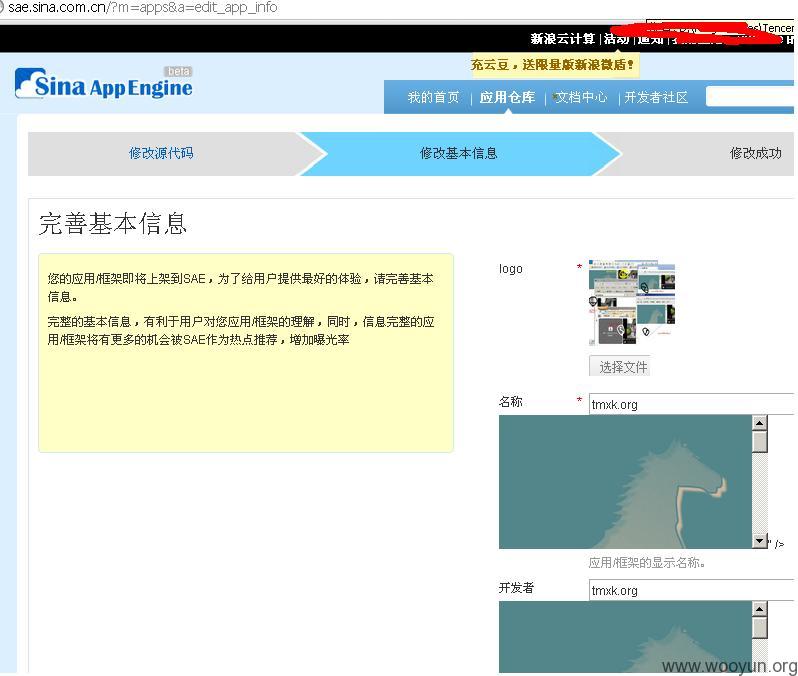 sae.sina.com.cn/?m=apps&a=edit_app_info
新浪云计算 | 活动 | 通知 |
充云豆，送限量版新浪微盾！
Sina AppEngine beta
我的首页 | 应用仓库 | 文档中心 | 开发者社区
修改源代码 修改基本信息 修改成功
完善基本信息
您的应用/框架即将上架到SAE，为了给用户提供最好的体验，请完善基本
信息。
完整的基本信息，有利于用户对您应用/框架的理解，同时，信息完整的应
用/框架将有更多的机会被SAE作为热点推荐，增加曝光率
logo *
选择文件
名称 * tmxk.org
" />
应用/框架的显示名称。
开发者 tmxk.org
www.wooyun.org